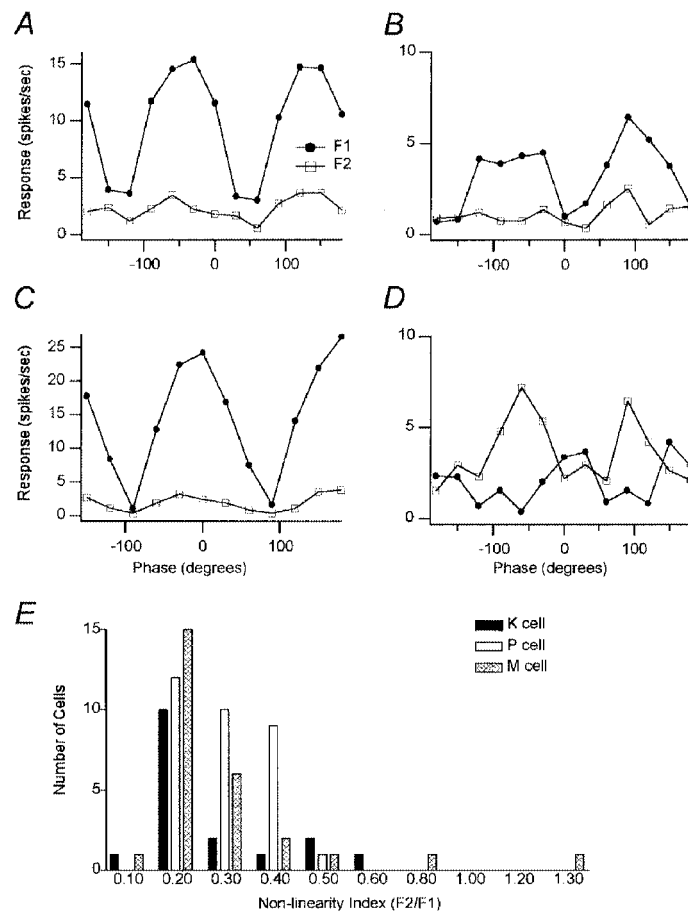 A
B
Response (spikes/sec)
15
10
5
0
F1
F2
-100
0
100
10
5
0
-100
0
100
C
D
Response (spikes/sec)
25
20
15
10
5
0
-100
0
100
Phase (degrees)
10
5
0
-100
0
100
Phase (degrees)
E
Number of Cells
15
10
5
0
K cell
P cell
M cell
0.10 0.20 0.30 0.40 0.50 0.60 0.80 1.00 1.20 1.30
Non-linearity Index (F2/F1)